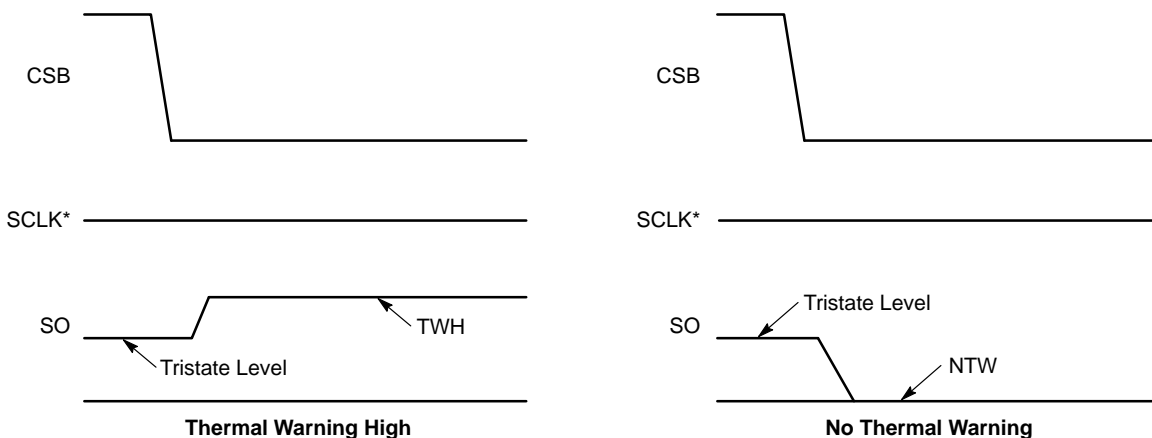 CSB
SCLK*
SO
TWH
Tristate Level
Thermal Warning High
CSB
SCLK*
SO
Tristate Level
NTW
No Thermal Warning